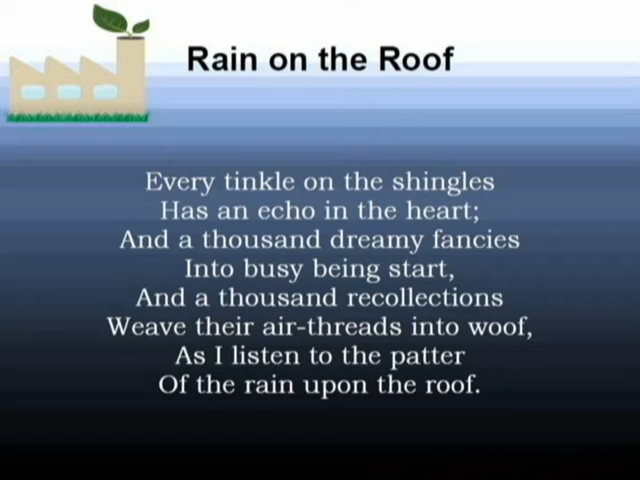 Rain on the Roof
Every tinkle on the shingles
Has an echo in the heart;
And a thousand dreamy fancies
Into busy being start,
And a thousand recollections
Weave their air-threads into woof,
As I listen to the patter
Of the rain upon the roof.